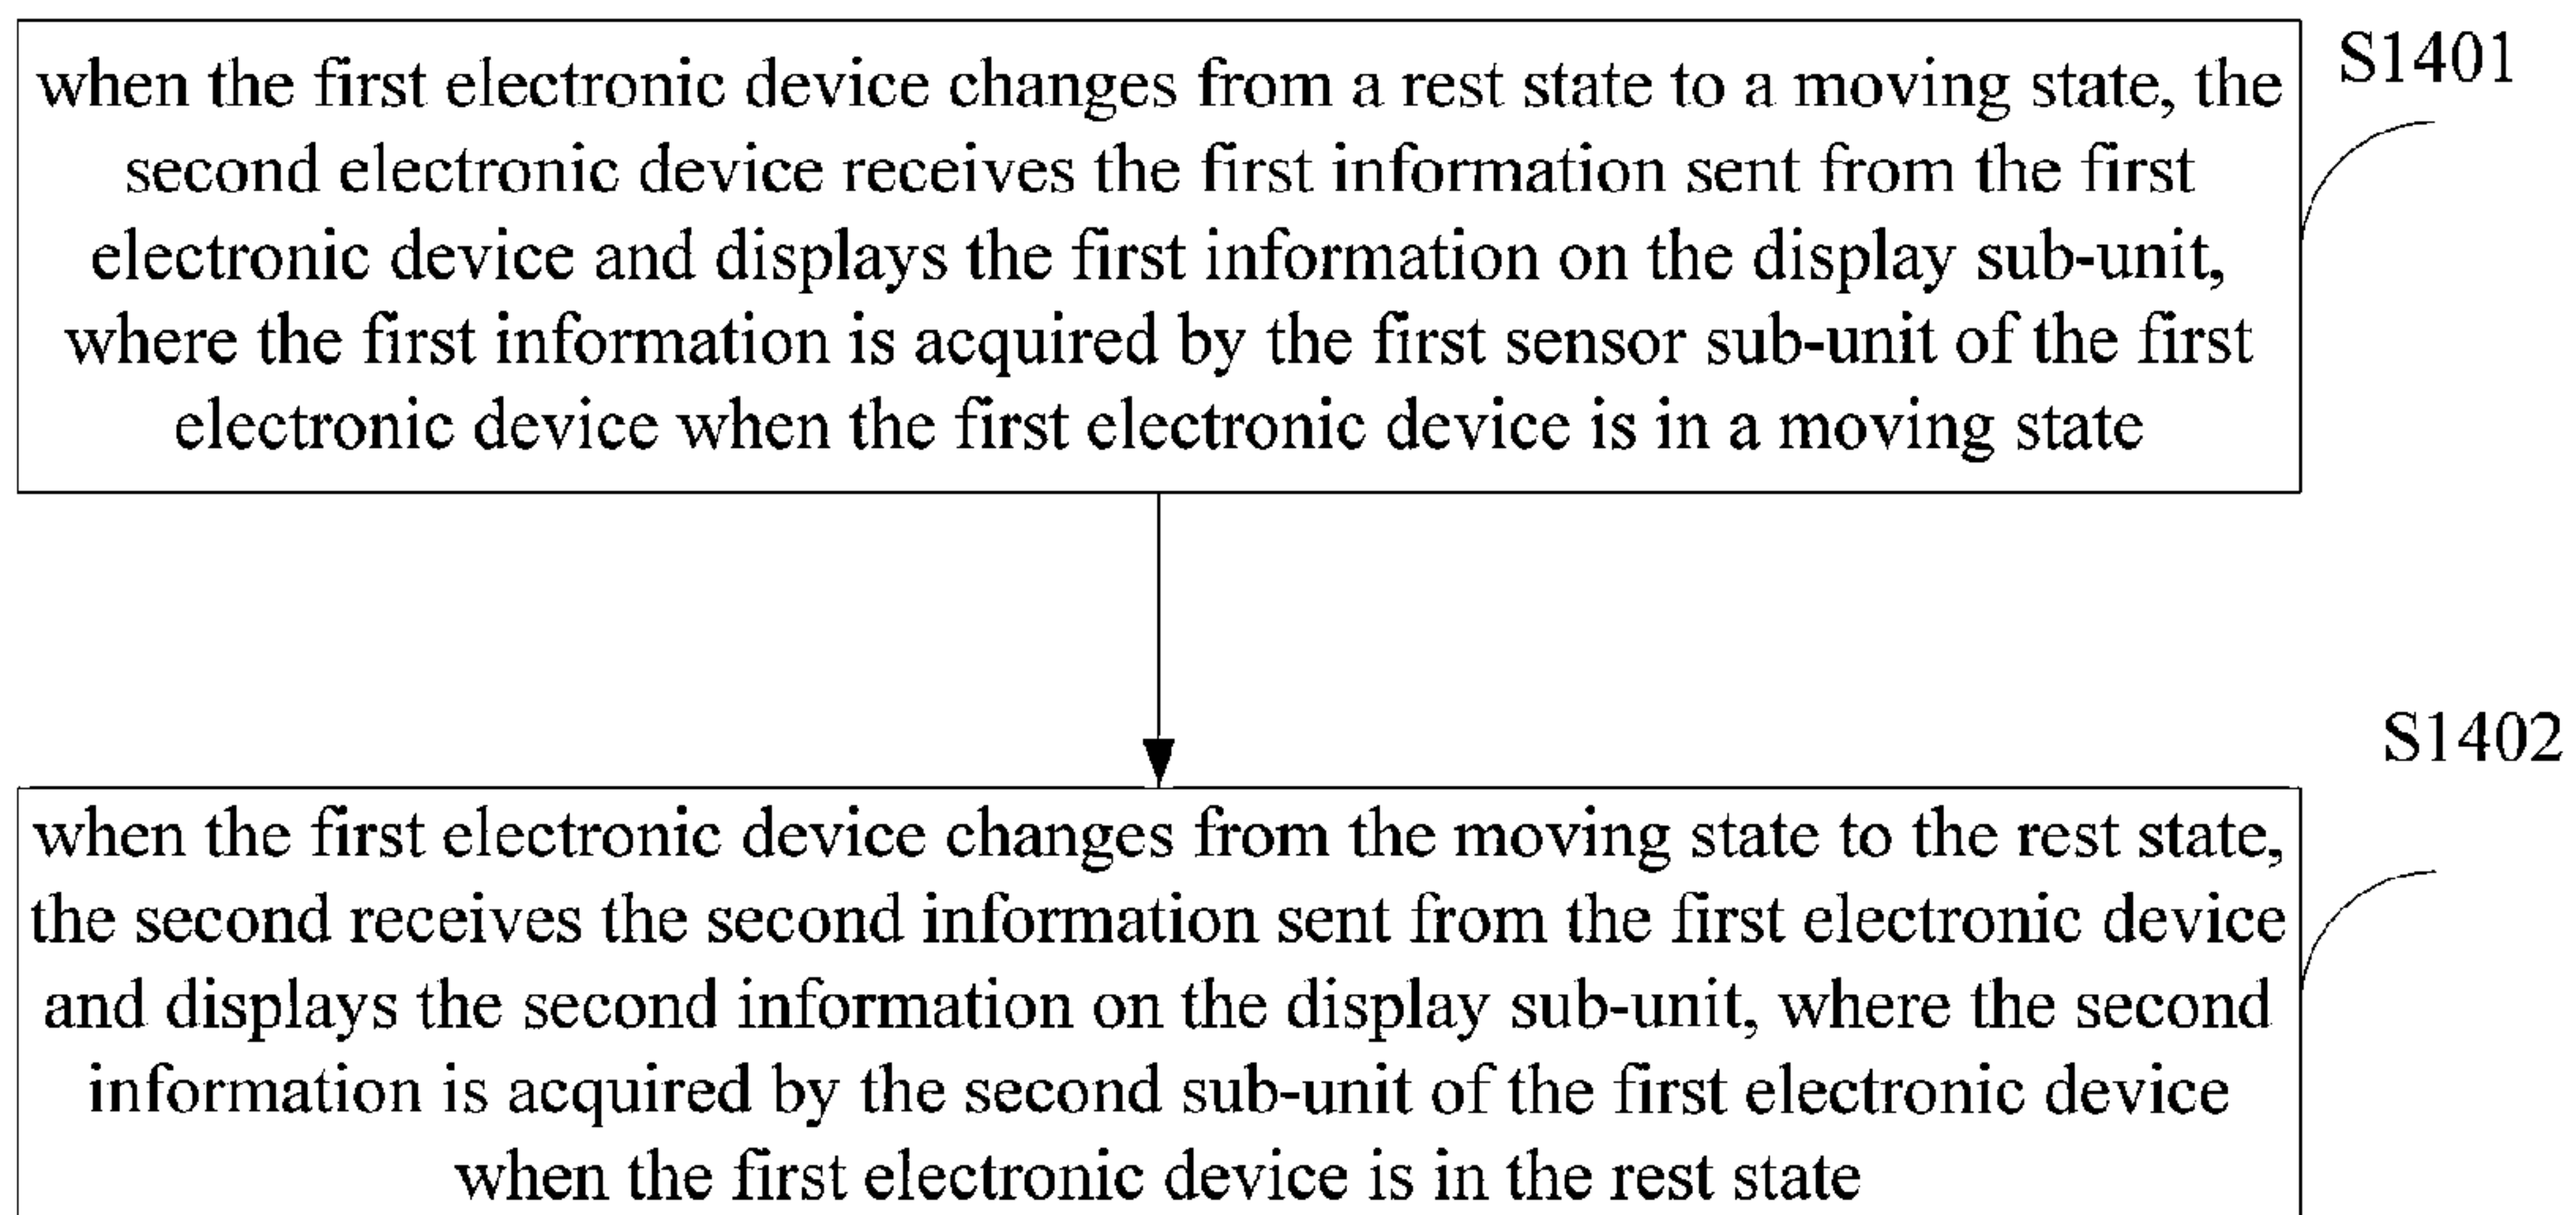 when the first electronic device changes from a rest state to a moving state, the
second electronic device receives the first information sent from the first
electronic device and displays the first information on the display sub-unit,
where the first information is acquired by the first sensor sub-unit of the first
electronic device when the first electronic device is in a moving state
S1401
S1402
when the first electronic device changes from the moving state to the rest state,
the second receives the second information sent from the first electronic device
and displays the second information on the display sub-unit, where the second
information is acquired by the second sub-unit of the first electronic device
when the first electronic device is in the rest state